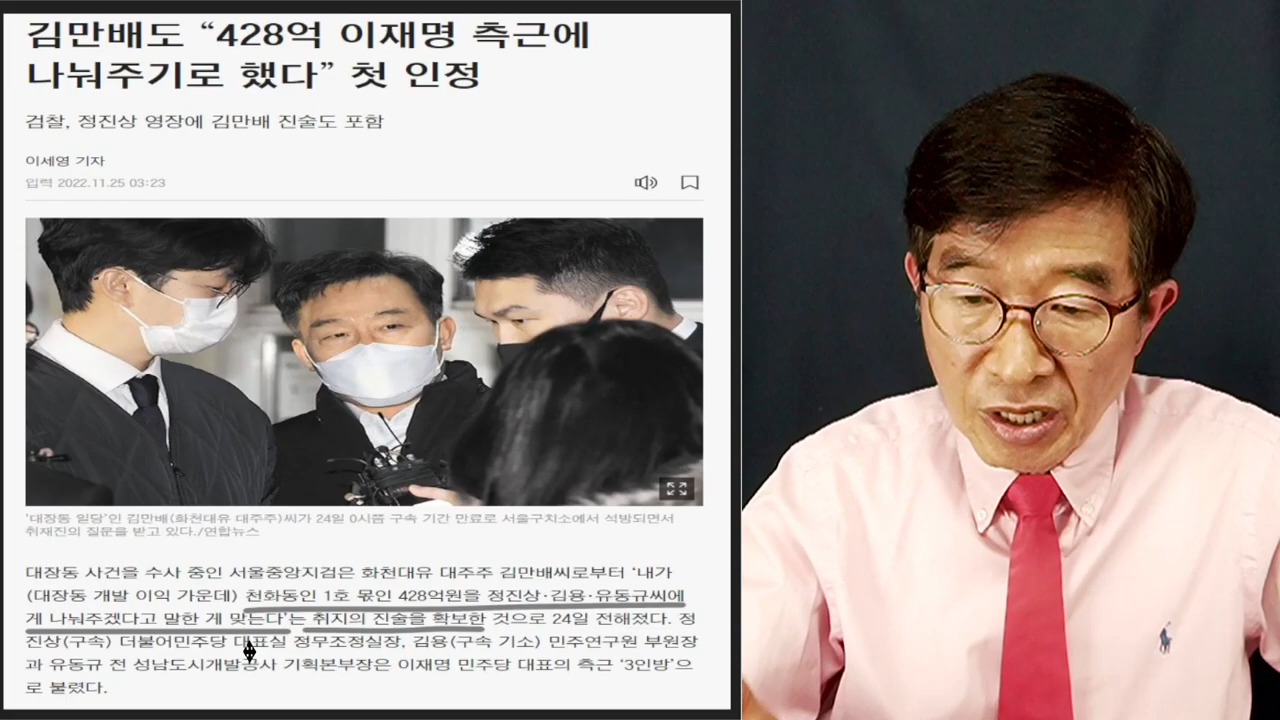 김만배도 “428억 이재명 측근에
나눠주기로 했다” 첫 인정
검찰, 정진상 영장에 김만배 진술도 포함
이세영 기자
입력 2022.11.25 03:23
‘대장동 일당’인 김만배(화천대유 대주주)씨가 24일 0시쯤 구속 기간 만료로 서울구치소에서 석방되면서
취재진의 질문을 받고 있다./연합뉴스
대장동 사건을 수사 중인 서울중앙지검은 화천대유 대주주 김만배씨로부터 ‘내가
(대장동 개발 이익 가운데) 천화동인 1호 몫인 428억원을 정진상·김용·유동규씨에
게 나눠주겠다고 말한 게 맞는다’는 취지의 진술을 확보한 것으로 24일 전해졌다. 정
진상(구속) 더불어민주당 대표실 정무조정실장, 김용(구속 기소) 민주연구원 부원장
과 유동규 전 성남도시개발공사 기획본부장은 이재명 민주당 대표의 측근 ‘3인방’으
로 불렸다.